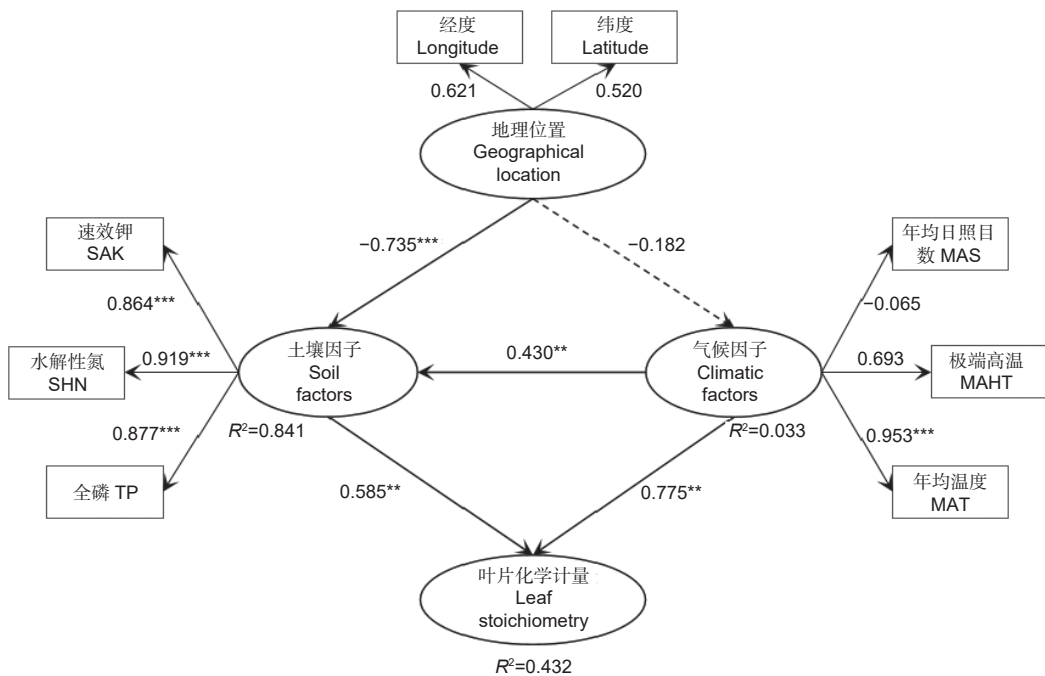 经度
Longitude
纬度
Latitude
0.621
0.520
地理位置
Geographical
location
速效钾
SAK
−0.735***
−0.182
年均日照目
数 MAS
0.864***
−0.065
水解性氮
SHN
0.919***
土壤因子
Soil
factors
0.430**
气候因子
Climatic
factors
0.693
极端高温
MAHT
0.877***
R²=0.841
R²=0.033
0.953***
全磷 TP
0.585**
0.775**
年均温度
MAT
叶片化学计量
Leaf
stoichiometry
R²=0.432